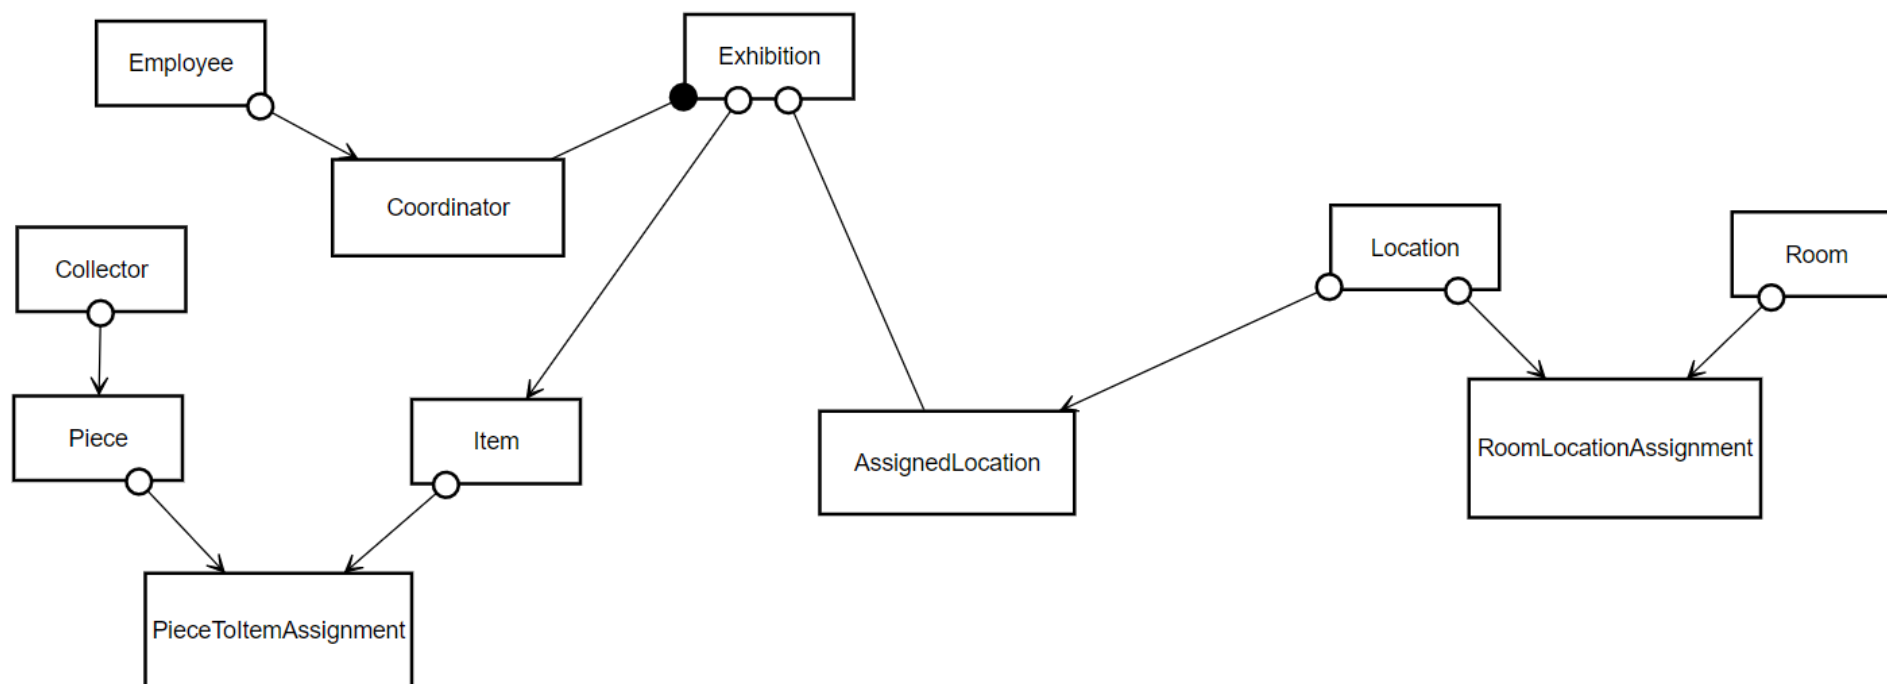 Employee
Exhibition
Coordinator
Collector
Location
Room
Piece
Item
AssignedLocation
RoomLocationAssignment
PieceToItemAssignment